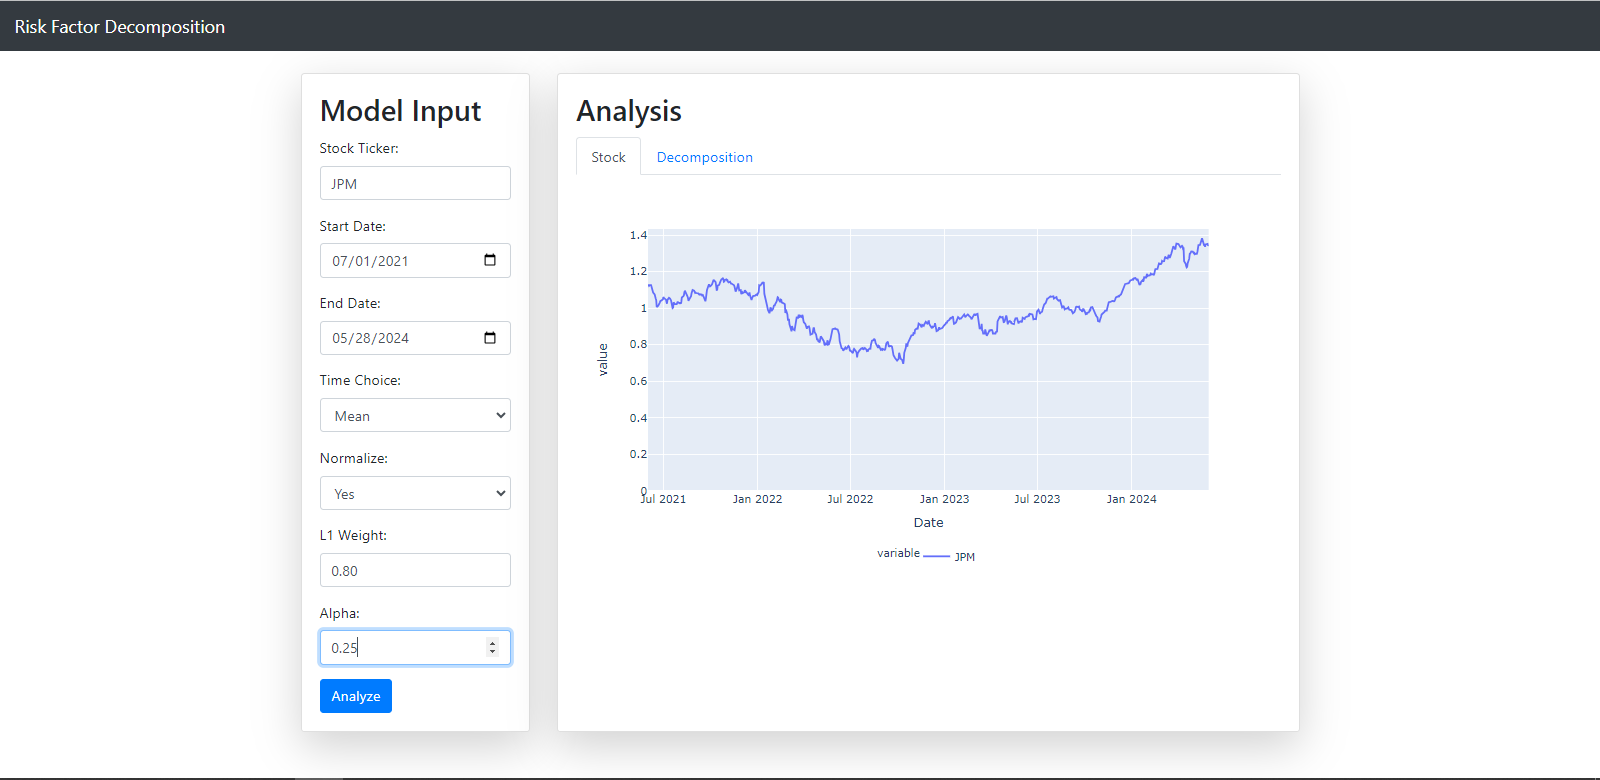 Risk Factor Decomposition
Model Input
Stock Ticker:
JPM
Start Date:
07/01/2021
End Date:
05/28/2024
Time Choice:
Mean
Normalize:
Yes
L1 Weight:
0.80
Alpha:
0.25
Analyze
Analysis
Stock Decomposition
1.4
1.2
1
0.8
0.6
0.4
0.2
0
value
Jul 2021 Jan 2022 Jul 2022 Jan 2023 Jul 2023 Jan 2024
Date
variable JPM